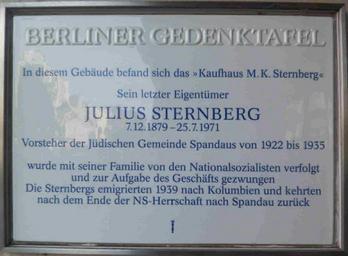 BERLINER GEDENKTAFEL
In diesem Gebäude befand sich das »Kaufhaus M.K. Sternberg«
Sein letzter Eigentümer
JULIUS STERNBERG
7.12.1879 – 25.7.1971
Vorsteher der Jüdischen Gemeinde Spandaus von 1922 bis 1935
wurde mit seiner Familie von den Nationalsozialisten verfolgt
und zur Aufgabe des Geschäfts gezwungen
Die Sternbergs emigrierten 1939 nach Kolumbien und kehrten
nach dem Ende der NS-Herrschaft nach Spandau zurück